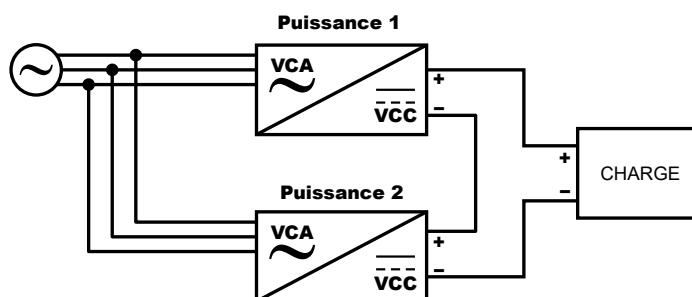 Puissance 1
VCA
+
VCC
−
+
CHARGE
−
Puissance 2
VCA
+
VCC
−